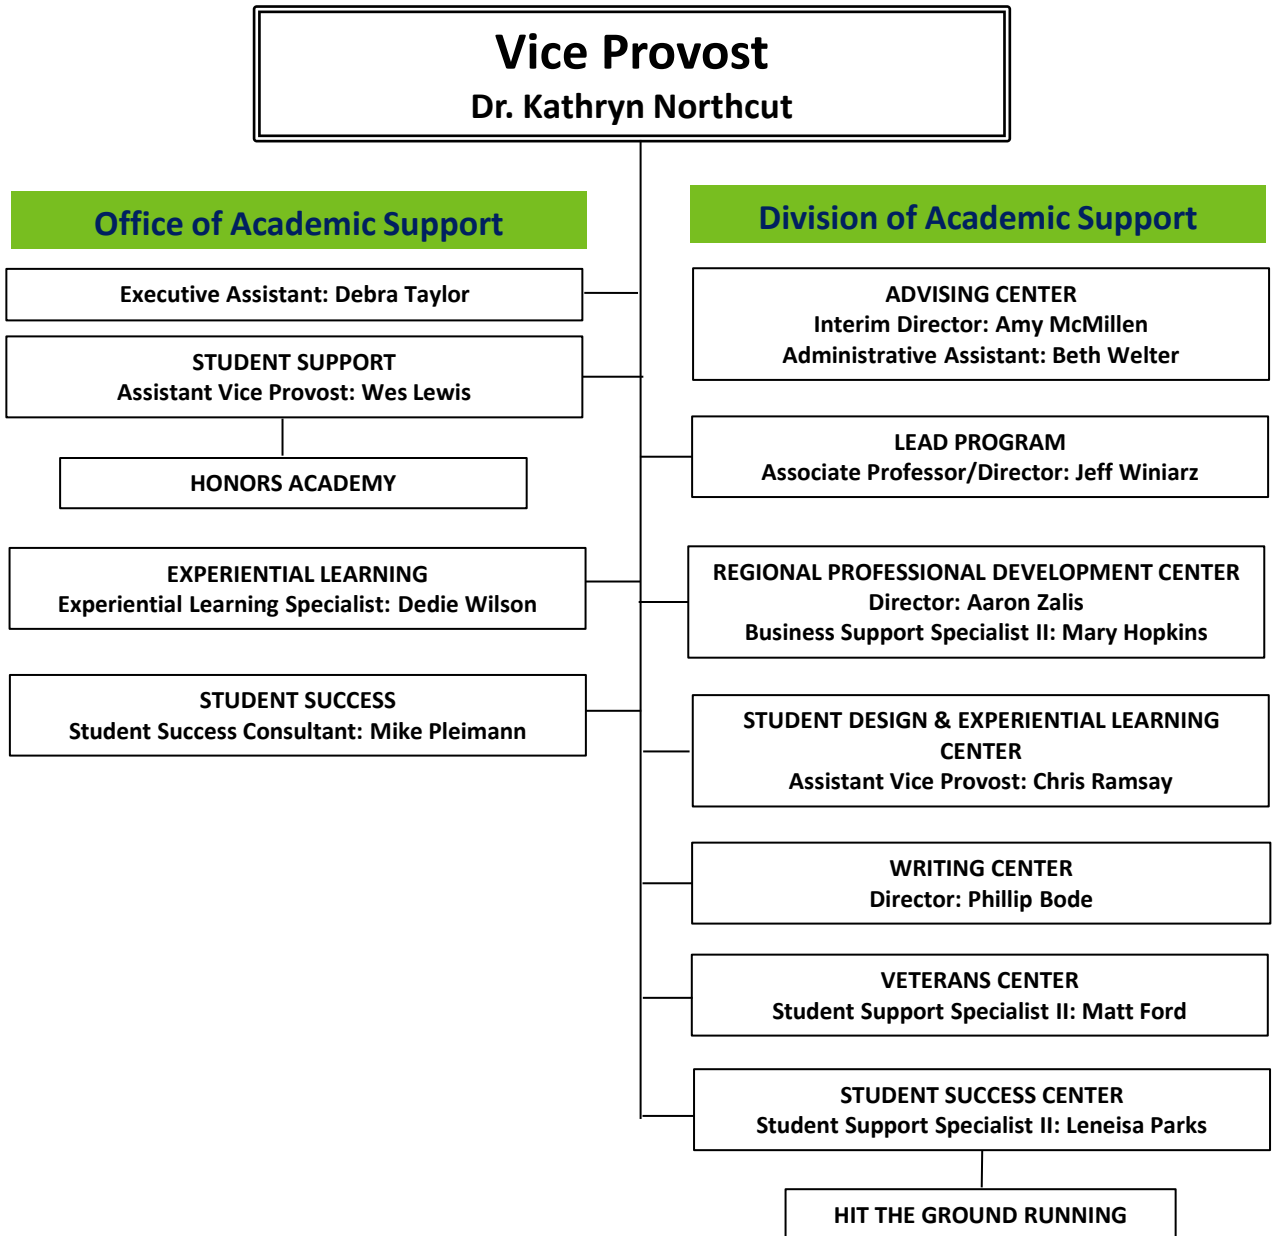 Vice Provost
Dr. Kathryn Northcut
Office of Academic Support
Executive Assistant: Debra Taylor
STUDENT SUPPORT
Assistant Vice Provost: Wes Lewis
HONORS ACADEMY
EXPERIENTIAL LEARNING
Experiential Learning Specialist: Dedie Wilson
STUDENT SUCCESS
Student Success Consultant: Mike Pleimann
Division of Academic Support
ADVISING CENTER
Interim Director: Amy McMillen
Administrative Assistant: Beth Welter
LEAD PROGRAM
Associate Professor/Director: Jeff Winiarz
REGIONAL PROFESSIONAL DEVELOPMENT CENTER
Director: Aaron Zalis
Business Support Specialist II: Mary Hopkins
STUDENT DESIGN & EXPERIENTIAL LEARNING
CENTER
Assistant Vice Provost: Chris Ramsay
WRITING CENTER
Director: Phillip Bode
VETERANS CENTER
Student Support Specialist II: Matt Ford
STUDENT SUCCESS CENTER
Student Support Specialist II: Leneisa Parks
HIT THE GROUND RUNNING